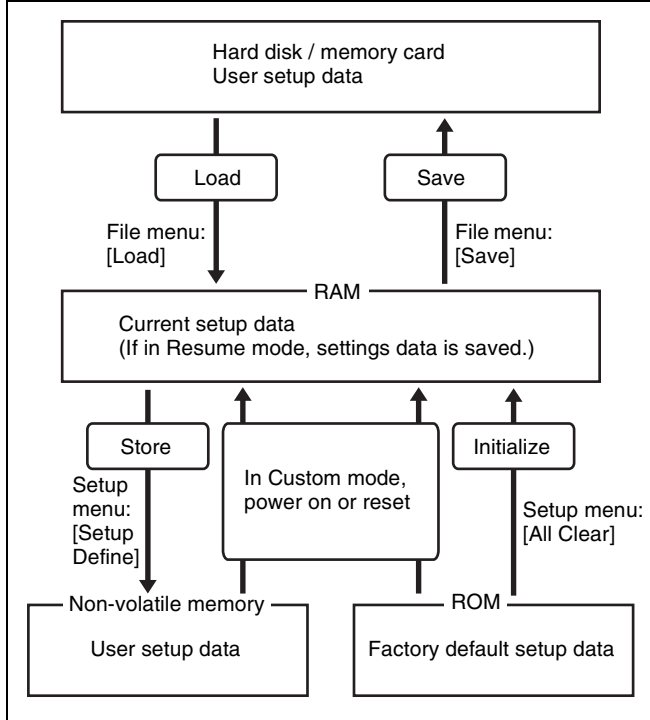 Hard disk / memory card
User setup data
Load
Save
File menu:
[Load]
File menu:
[Save]
RAM
Current setup data
(If in Resume mode, settings data is saved.)
Store
In Custom mode,
power on or reset
Initialize
Setup
menu:
[Setup
Define]
Setup menu:
[All Clear]
Non-volatile memory
User setup data
ROM
Factory default setup data